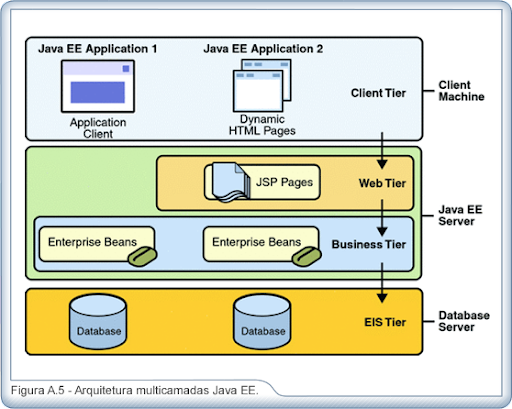 Java EE Application 1
Java EE Application 2
Application
Client
Dynamic
HTML Pages
Client Tier
Client
Machine
JSP Pages
Web Tier
Java EE
Server
Enterprise Beans
Enterprise Beans
Business Tier
Database
Database
EIS Tier
Database
Server
Figura A.5 - Arquitetura multicamadas Java EE.